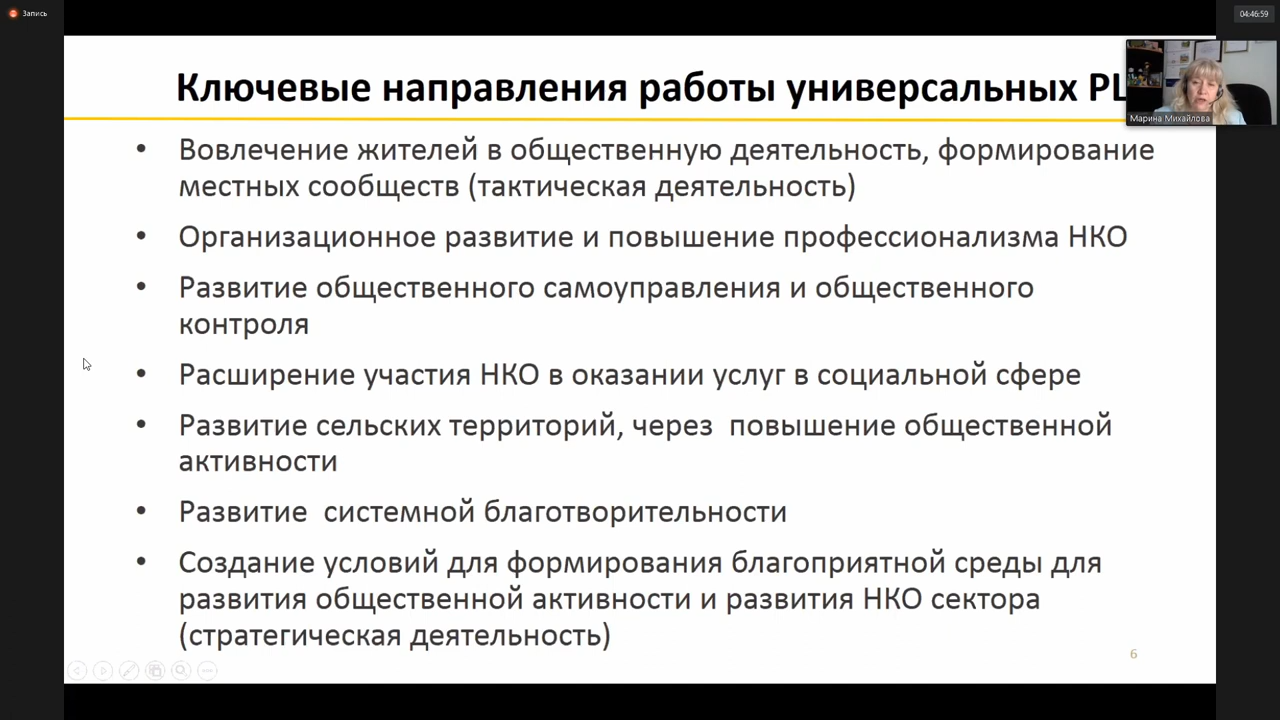 Запись
04:46:59
Ключевые направления работы универсальных
Марина Михайлова
Вовлечение жителей в общественную деятельность, формирование
местных сообществ (тактическая деятельность)
Организационное развитие и повышение профессионализма НКО
Развитие общественного самоуправления и общественного
контроля
Расширение участия НКО в оказании услуг в социальной сфере
Развитие сельских территорий, через  повышение общественной
активности
Развитие  системной благотворительности
Создание условий для формирования благоприятной среды для
развития общественной активности и развития НКО сектора
(стратегическая деятельность)
6